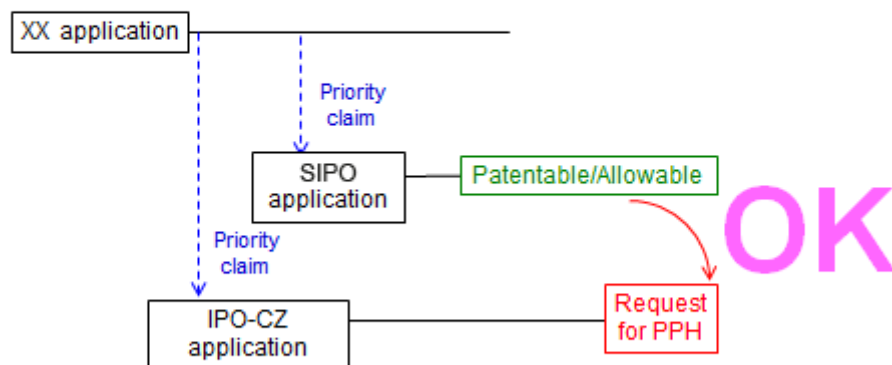 XX application
Priority
claim
SIPO
application
Patentable/Allowable
OK
Priority
claim
IPO-CZ
application
Request
for PPH